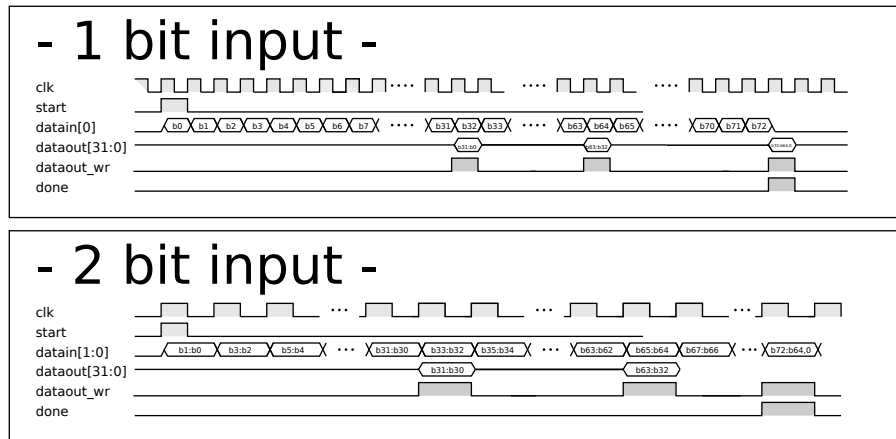 - 1 bit input -
clk
start
datain[0] b0 b1 b2 b3 b4 b5 b6 b7 b31 b32 b33 b63 b64 b65 b70 b71 b72
dataout[31:0] b31:b0 b63:b32 b72:b64,0
dataout_wr
done
- 2 bit input -
clk
start
datain[1:0] b1:b0 b3:b2 b5:b4 b31:b30 b33:b32 b35:b34 b63:b62 b65:b64 b67:b66 b72:b64,0
dataout[31:0] b31:b30 b63:b32
dataout_wr
done